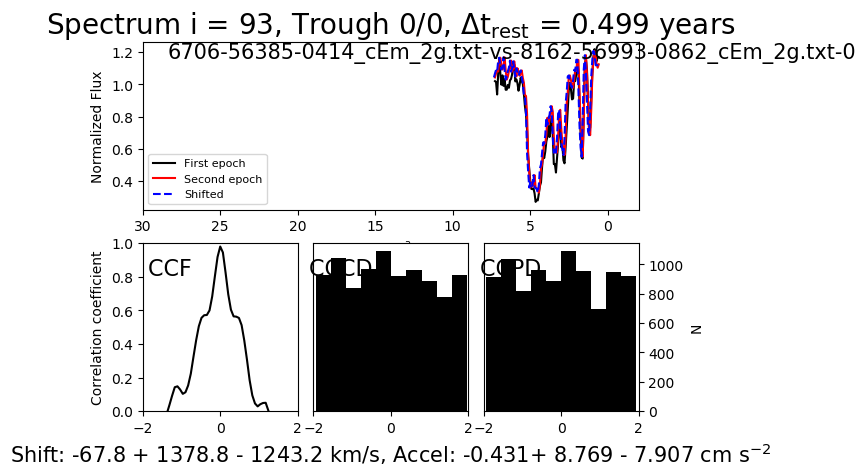 Spectrum i = 93, Trough 0/0, Δt_rest = 0.499 years
6706-56385-0414_cEm_2g.txt-vs-8162-56993-0862_cEm_2g.txt-0
Normalized Flux
1.2
1.0
0.8
0.6
0.4
First epoch
Second epoch
Shifted
30 25 20 15 10 5 0
Correlation coefficient
1.0
0.8
0.6
0.4
0.2
0.0
CCF
CCCD
CCPD
1000
800
600
400
200
0
N
-2 0 2
-2 0 2
-2 0 2
Shift: -67.8 + 1378.8 - 1243.2 km/s, Accel: -0.431+ 8.769 - 7.907 cm s⁻²